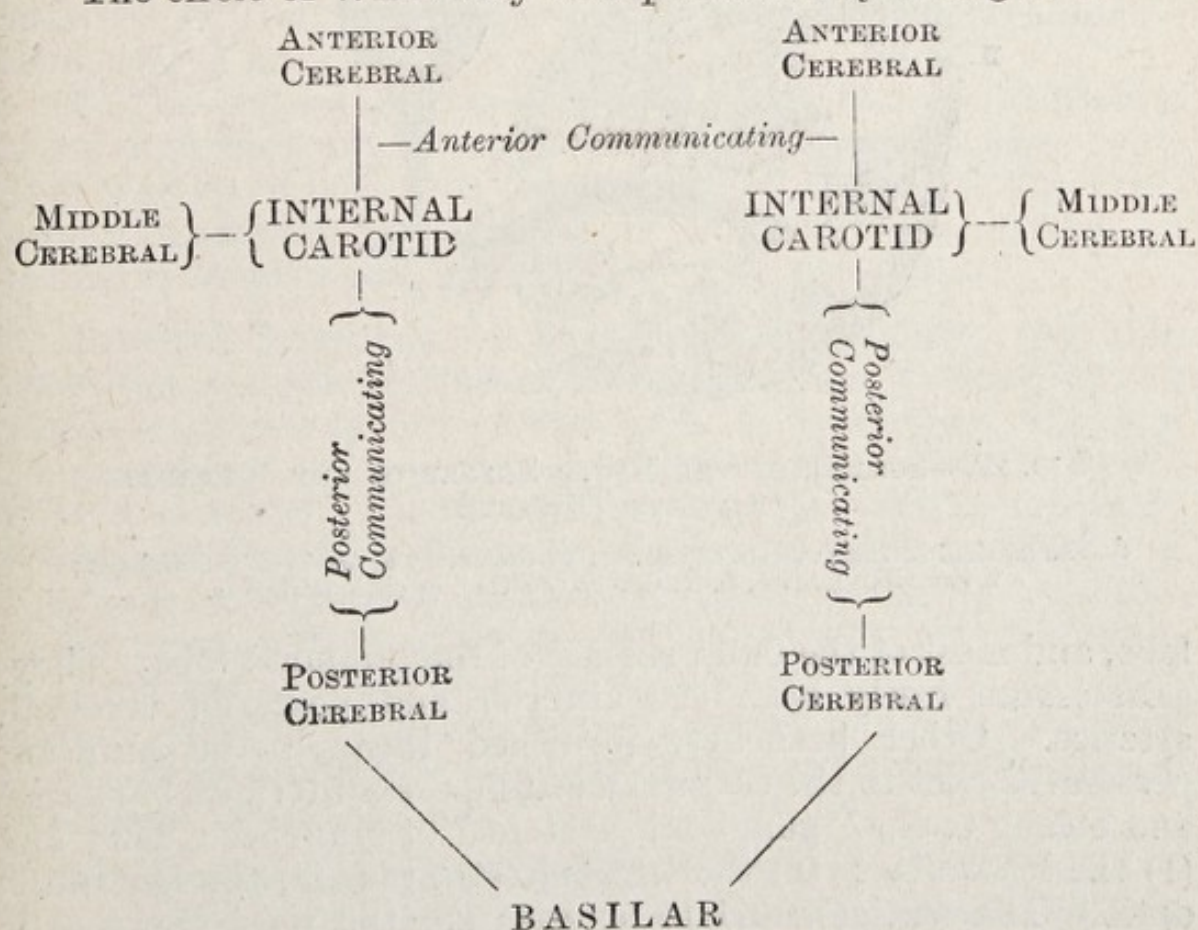 ANTERIOR
CEREBRAL
ANTERIOR
CEREBRAL
—Anterior Communicating—
MIDDLE
CEREBRAL
INTERNAL
CAROTID
INTERNAL
CAROTID
MIDDLE
CEREBRAL
Posterior
Communicating
Posterior
Communicating
POSTERIOR
CEREBRAL
POSTERIOR
CEREBRAL
BASILAR